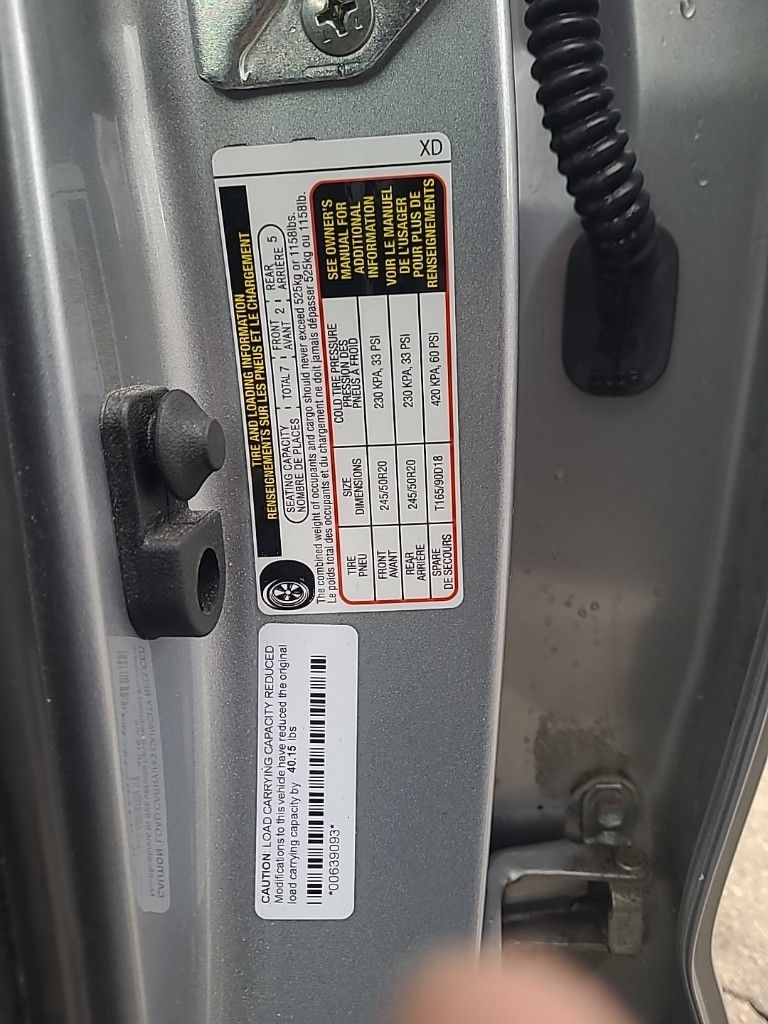 XD
TIRE AND LOADING INFORMATION
RENSEIGNEMENTS SUR LES PNEUS ET LE CHARGEMENT
SEATING CAPACITY TOTAL 7 FRONT 2 REAR 5
NOMBRE DE PLACES AVANT ARRIÈRE
The combined weight of occupants and cargo should never exceed 525kg or 1158lbs.
Le poids total des occupants et du chargement ne doit jamais dépasser 525kg ou 1158lb.
TIRE SIZE COLD TIRE PRESSURE
PNEU DIMENSIONS PRESSION DES PNEUS À FROID
FRONT AVANT 245/50R20 230 KPA, 33 PSI
REAR ARRIÈRE 245/50R20 230 KPA, 33 PSI
SPARE DE SECOURS T165/90D18 420 KPA, 60 PSI
SEE OWNER'S
MANUAL FOR
ADDITIONAL
INFORMATION
VOIR LE MANUEL
DE L'USAGER
POUR PLUS DE
RENSEIGNEMENTS
CAUTION: LOAD CARRYING CAPACITY REDUCED
Modifications to this vehicle have reduced the original
load carrying capacity by 40.15 lbs
*00639093*